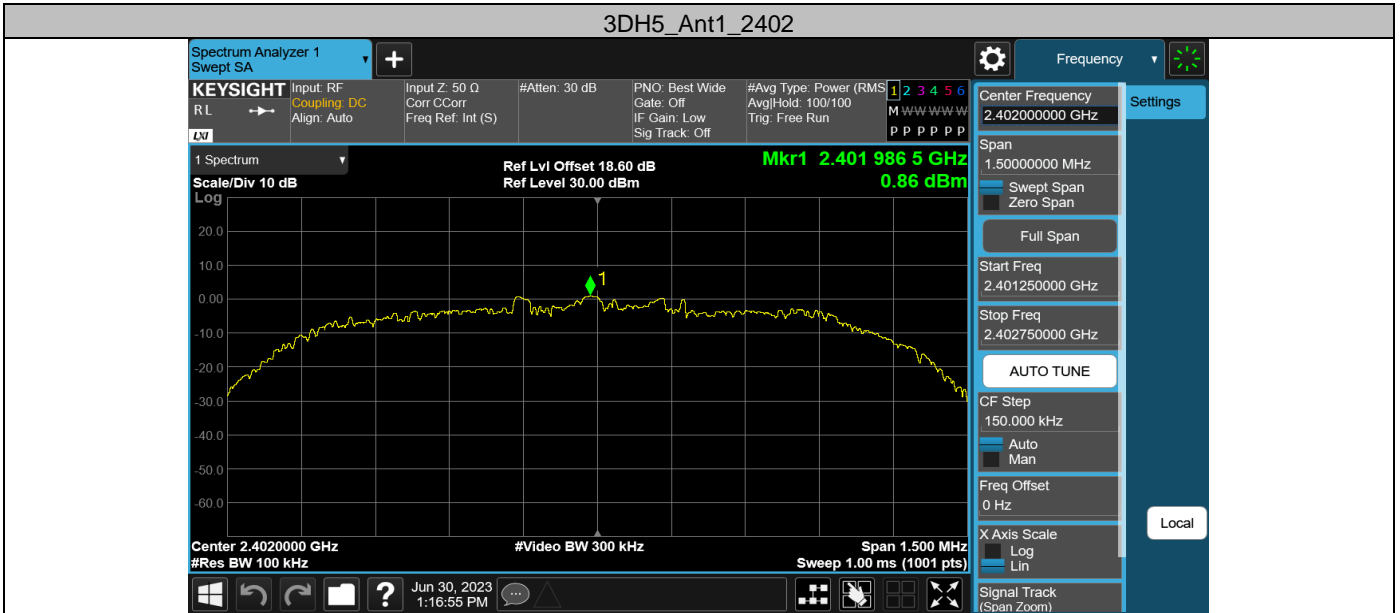 3DH5_Ant1_2402
Spectrum Analyzer 1
Swept SA
+
Frequency
KEYSIGHT
R L
LXI
Input: RF
Coupling: DC
Align: Auto
Input Z: 50 Ω
Corr CCorr
Freq Ref: Int (S)
#Atten: 30 dB
PNO: Best Wide
Gate: Off
IF Gain: Low
Sig Track: Off
#Avg Type: Power (RMS
Avg|Hold: 100/100
Trig: Free Run
1 2 3 4 5 6
M W W W W W
P P P P P P
1 Spectrum
Scale/Div 10 dB
Ref Lvl Offset 18.60 dB
Ref Level 30.00 dBm
Mkr1 2.401 986 5 GHz
0.86 dBm
Log
20.0
10.0
0.00
-10.0
-20.0
-30.0
-40.0
-50.0
-60.0
1
Center 2.4020000 GHz
#Res BW 100 kHz
#Video BW 300 kHz
Span 1.500 MHz
Sweep 1.00 ms (1001 pts)
Center Frequency
2.402000000 GHz
Settings
Span
1.50000000 MHz
Swept Span
Zero Span
Full Span
Start Freq
2.401250000 GHz
Stop Freq
2.402750000 GHz
AUTO TUNE
CF Step
150.000 kHz
Auto
Man
Freq Offset
0 Hz
X Axis Scale
Log
Lin
Local
Signal Track
(Span Zoom)
?
Jun 30, 2023
1:16:55 PM